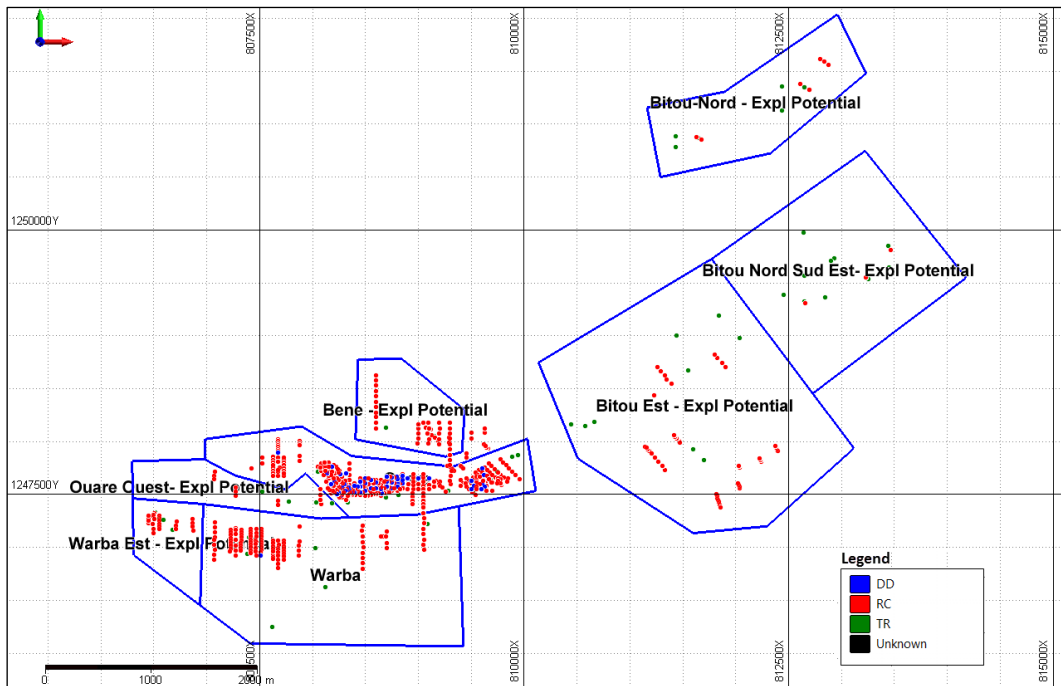 807500X
810000X
812500X
815000X
Bitou-Nord - Expl Potential
1250000Y
Bitou Nord Sud Est- Expl Potential
Bene - Expl Potential
Bitou Est - Expl Potential
Ouare Ouest- Expl Potential
1247500Y
Warba Est - Expl Potential
Warba
Legend
DD
RC
TR
Unknown
810000X
812500X
815000X
0
1000
m